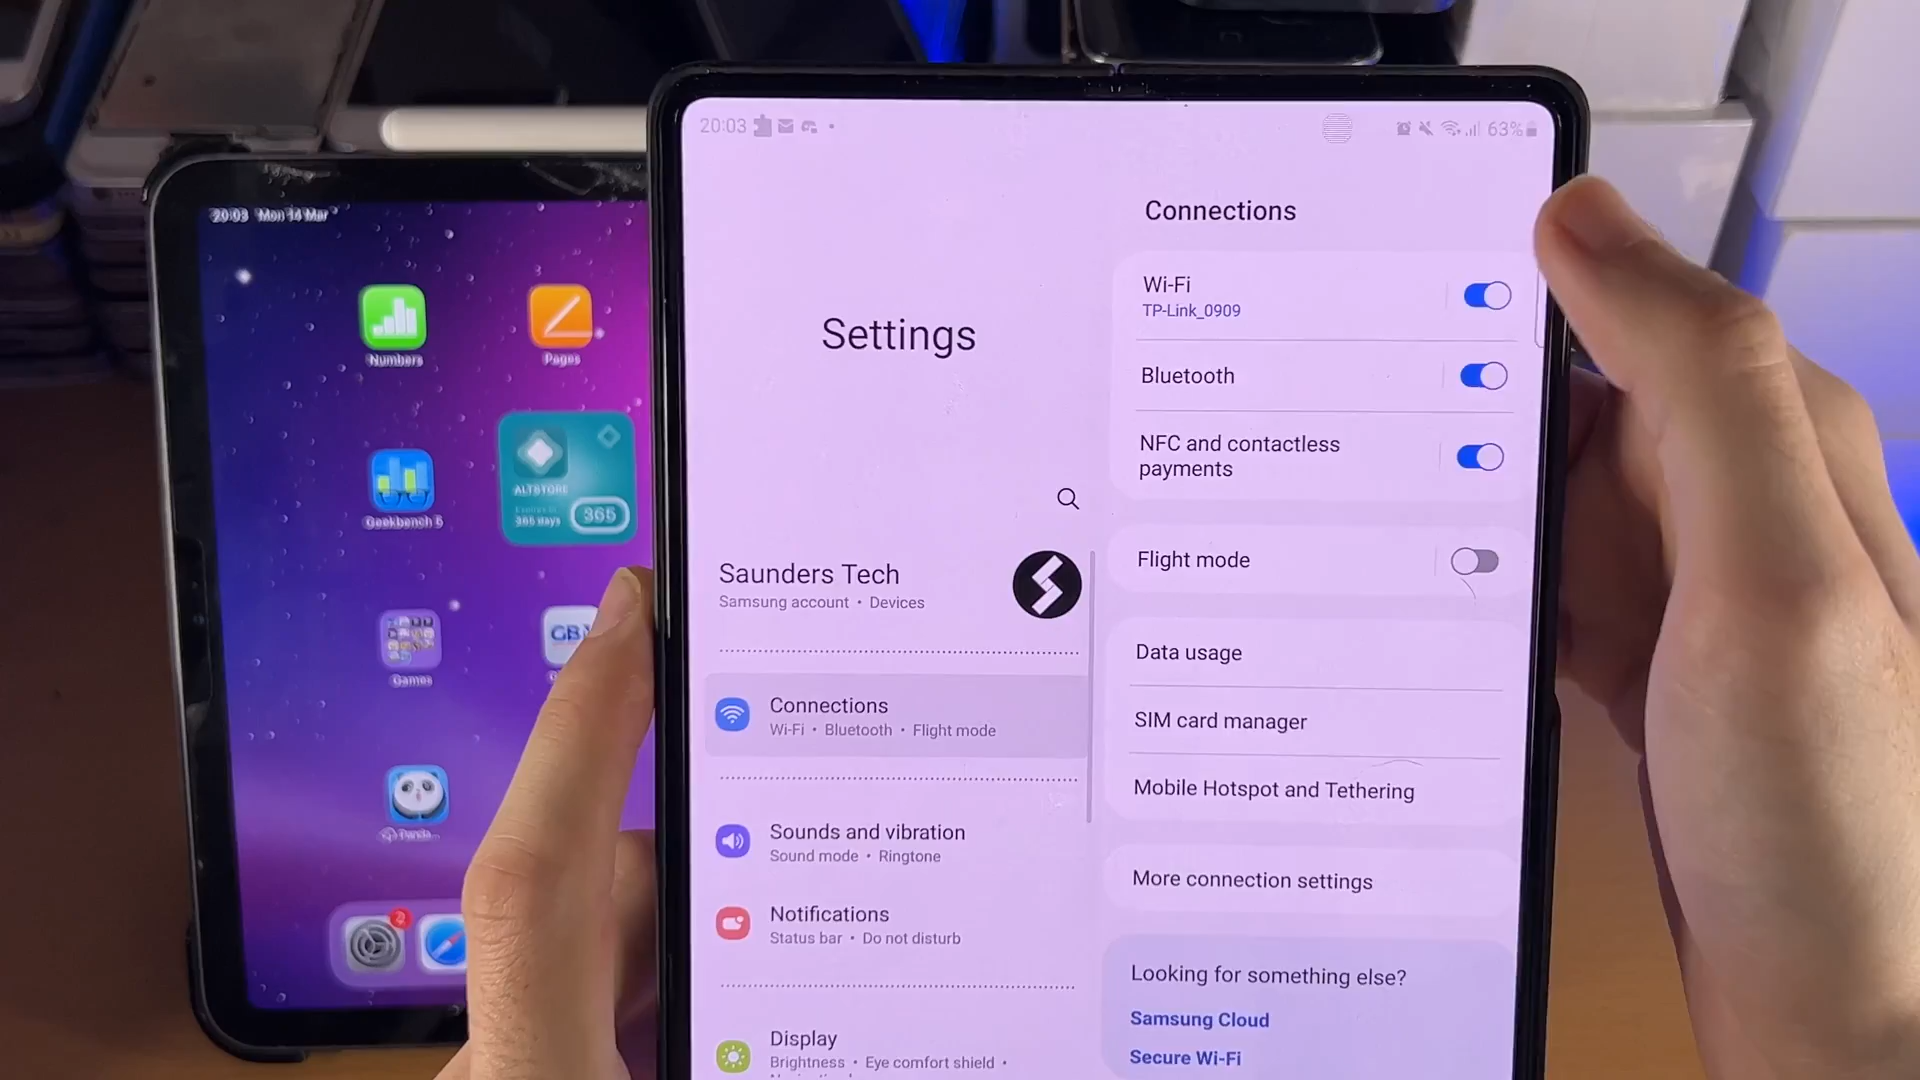 20:03 Mon 14 Mar
Numbers
Pages
Geekbench 5
ALTSTORE
365 days
365
GB
Games
2
20:03
63%
Settings
Saunders Tech
Samsung account • Devices
Connections
Wi-Fi • Bluetooth • Flight mode
Sounds and vibration
Sound mode • Ringtone
Notifications
Status bar • Do not disturb
Display
Brightness • Eye comfort shield •
Connections
Wi-Fi
TP-Link_0909
Bluetooth
NFC and contactless
payments
Flight mode
Data usage
SIM card manager
Mobile Hotspot and Tethering
More connection settings
Looking for something else?
Samsung Cloud
Secure Wi-Fi